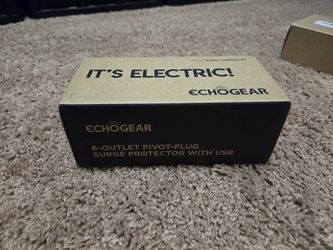 IT'S ELECTRIC!
ECHOGEAR
ECHOGEAR
6-OUTLET PIVOT-PLUG
SURGE PROTECTOR WITH USB